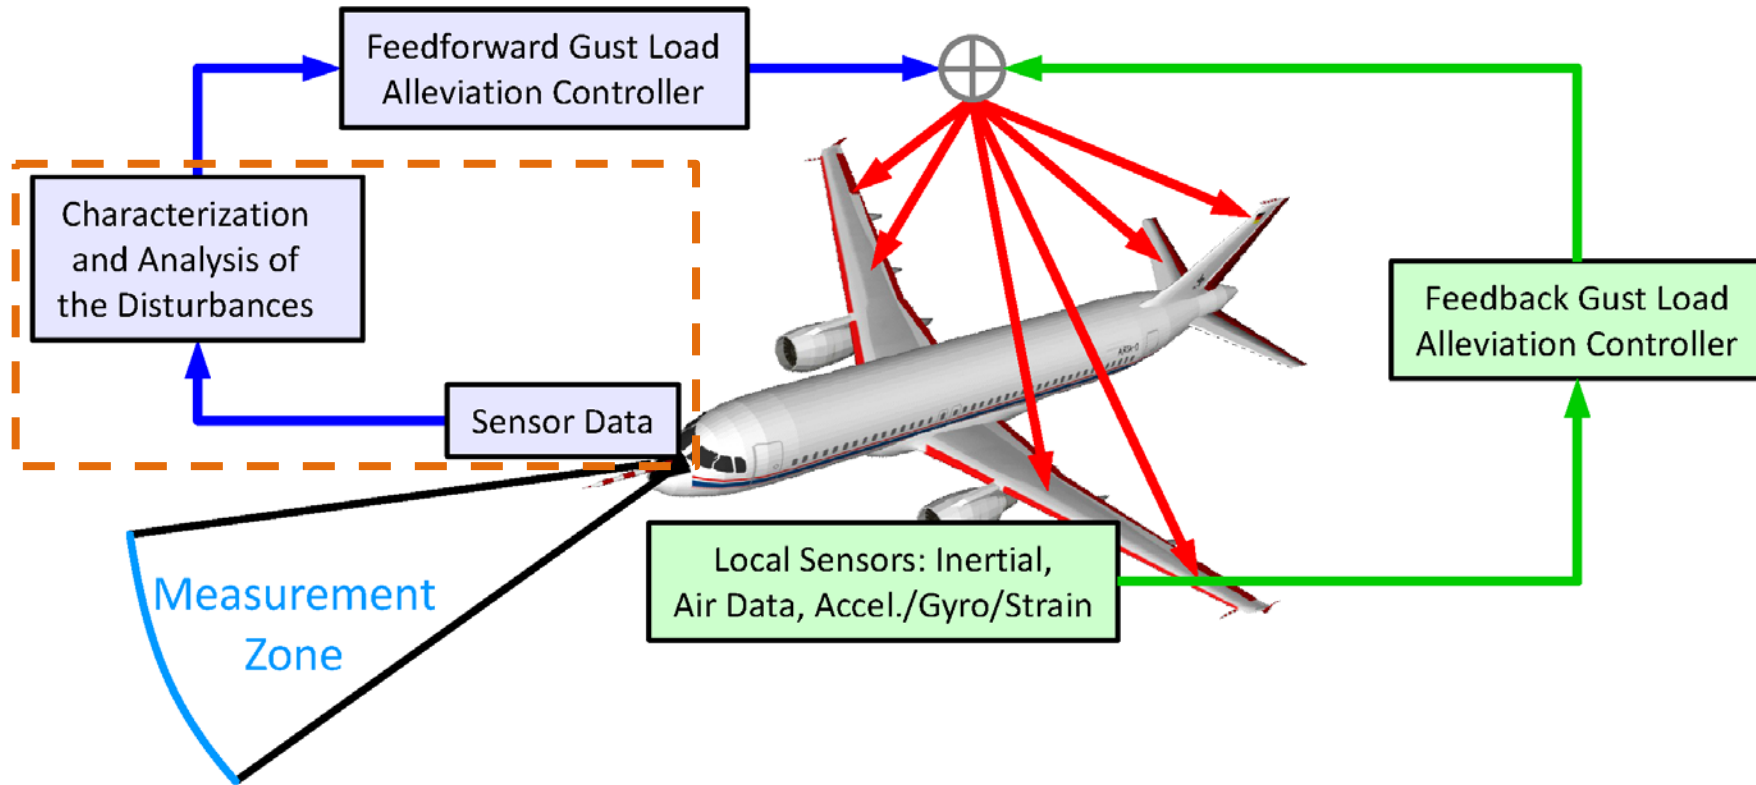 Feedforward Gust Load
Alleviation Controller
Characterization
and Analysis of
the Disturbances
Sensor Data
Feedback Gust Load
Alleviation Controller
Local Sensors: Inertial,
Air Data, Accel./Gyro/Strain
Measurement
Zone